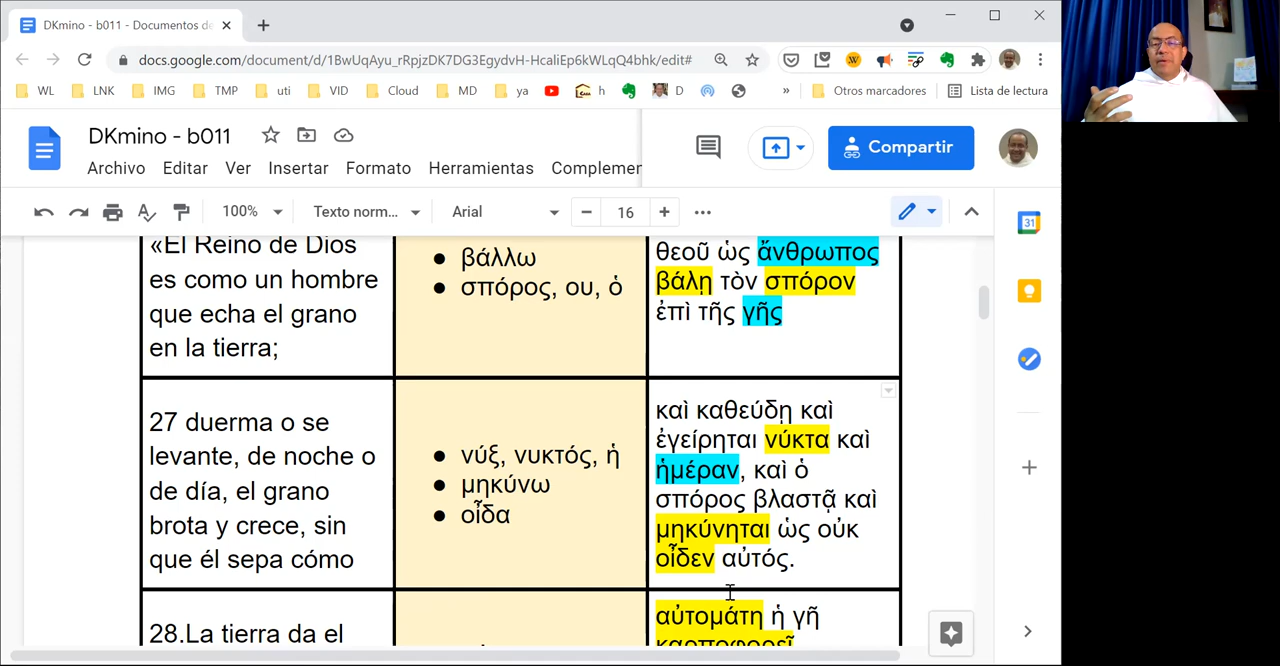 DKmino - b011 - Documentos de
docs.google.com/document/d/1BwUqAyu_rRpjzDK7DG3EgydvH-HcaliEp6kWLqQ4bhk/edit#
WL LNK IMG TMP uti VID Cloud MD ya h D » Otros marcadores Lista de lectura
DKmino - b011
Compartir
Archivo Editar Ver Insertar Formato Herramientas Complemen
100% Texto norm... Arial 16
31
«El Reino de Dios
es como un hombre
que echa el grano
en la tierra;
βάλλω
σπόρος, ου, ὁ
θεοῦ ὡς ἄνθρωπος
βάλῃ τὸν σπόρον
ἐπὶ τῆς γῆς
27 duerma o se
levante, de noche o
de día, el grano
brota y crece, sin
que él sepa cómo
νύξ, νυκτός, ἡ
μηκύνω
οἶδα
καὶ καθεύδῃ καὶ
ἐγείρηται νύκτα καὶ
ἡμέραν, καὶ ὁ
σπόρος βλαστᾷ καὶ
μηκύνηται ὡς οὐκ
οἶδεν αὐτός.
28.La tierra da el
αὐτομάτη ἡ γῆ
καρποφορεῖ